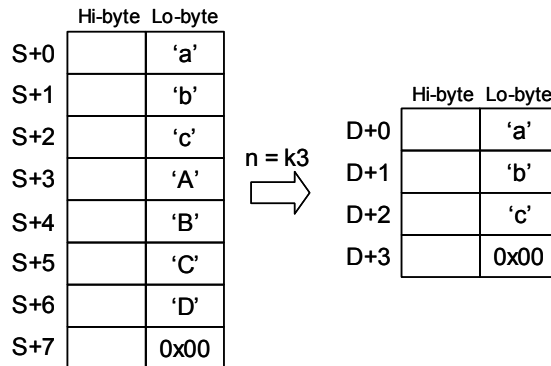 Hi-byte Lo-byte
S+0 ‘a’
S+1 ‘b’
S+2 ‘c’
S+3 ‘A’
S+4 ‘B’
S+5 ‘C’
S+6 ‘D’
S+7 0x00
n = k3
Hi-byte Lo-byte
D+0 ‘a’
D+1 ‘b’
D+2 ‘c’
D+3 0x00